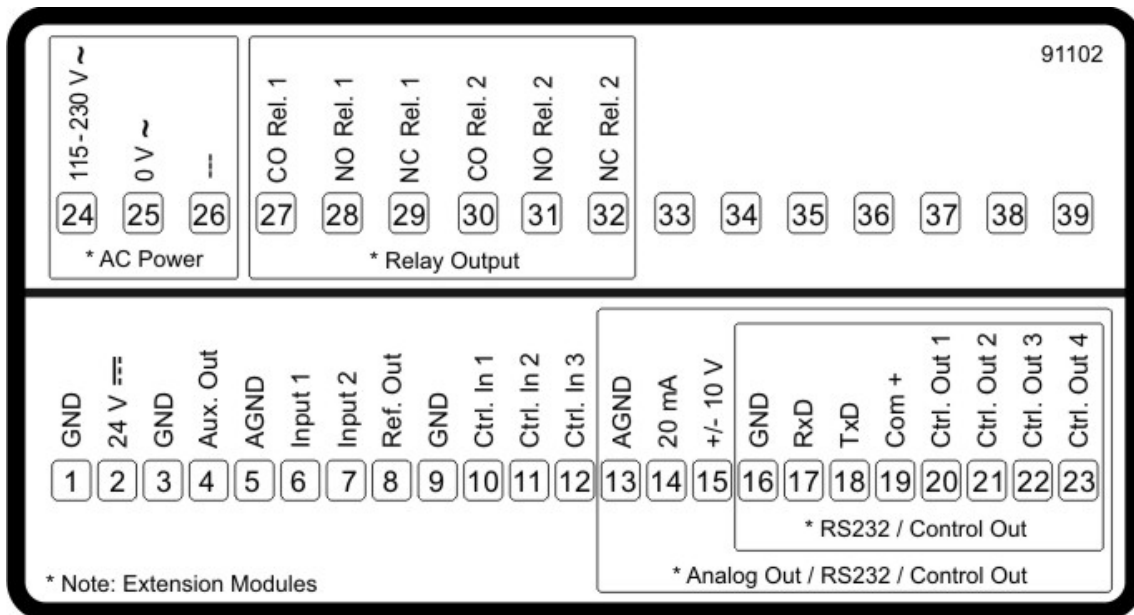 91102
115 - 230 V ~
0 V ~
---
CO Rel. 1
NO Rel. 1
NC Rel. 1
CO Rel. 2
NO Rel. 2
NC Rel. 2
24 25 26 27 28 29 30 31 32 33 34 35 36 37 38 39
* AC Power
* Relay Output
GND
24 V ⎓
GND
Aux. Out
AGND
Input 1
Input 2
Ref. Out
GND
Ctrl. In 1
Ctrl. In 2
Ctrl. In 3
AGND
20 mA
+/- 10 V
GND
RxD
TxD
Com +
Ctrl. Out 1
Ctrl. Out 2
Ctrl. Out 3
Ctrl. Out 4
1 2 3 4 5 6 7 8 9 10 11 12 13 14 15 16 17 18 19 20 21 22 23
* RS232 / Control Out
* Analog Out / RS232 / Control Out
* Note: Extension Modules